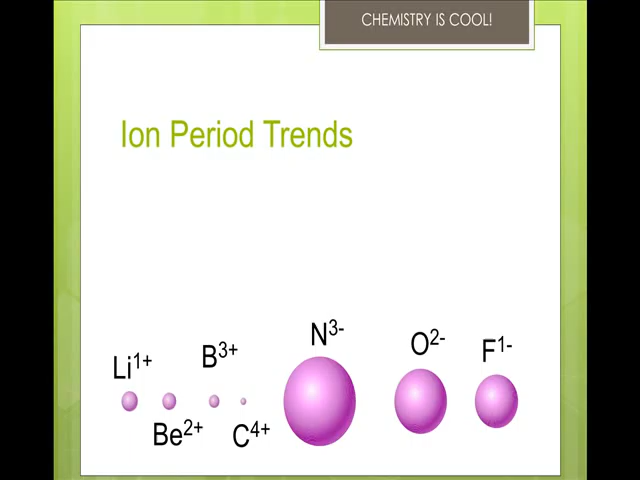 CHEMISTRY IS COOL!
Ion Period Trends
Li1+
Be2+
B3+
C4+
N3-
O2-
F1-